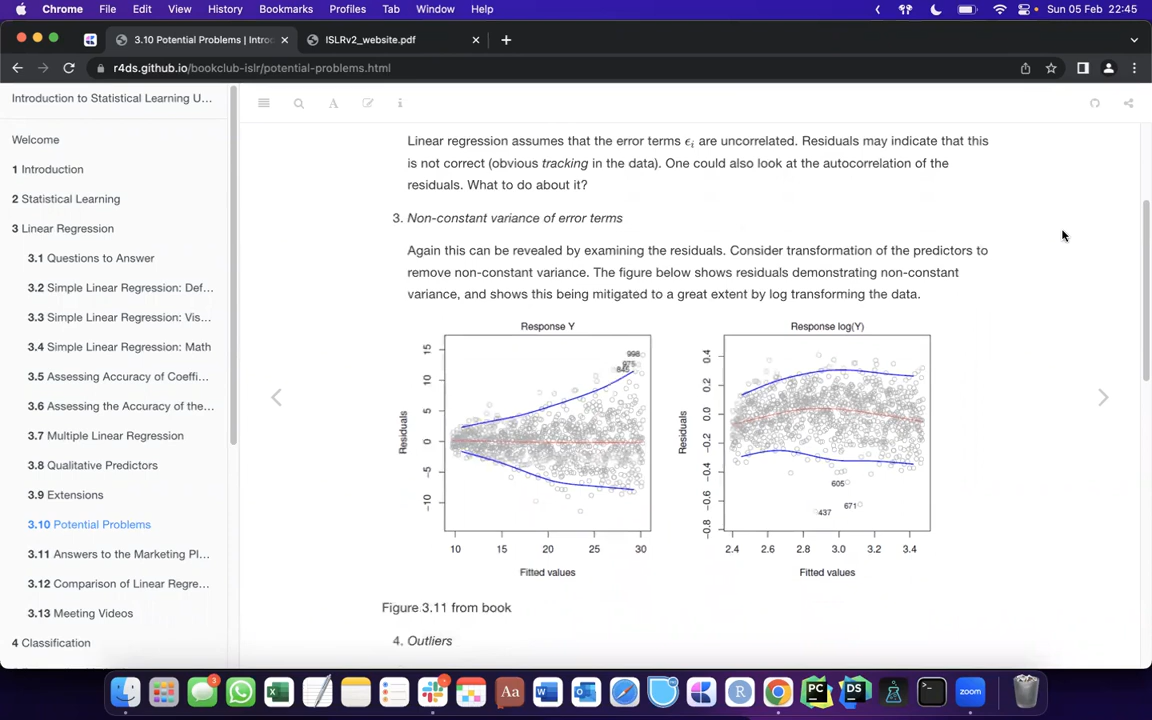 Chrome File Edit View History Bookmarks Profiles Tab Window Help Sun 05 Feb 22:45
3.10 Potential Problems | Intro
ISLRv2_website.pdf
r4ds.github.io/bookclub-islr/potential-problems.html
Introduction to Statistical Learning U...
Welcome
1 Introduction
2 Statistical Learning
3 Linear Regression
3.1 Questions to Answer
3.2 Simple Linear Regression: Def...
3.3 Simple Linear Regression: Vis...
3.4 Simple Linear Regression: Math
3.5 Assessing Accuracy of Coeffi...
3.6 Assessing the Accuracy of the...
3.7 Multiple Linear Regression
3.8 Qualitative Predictors
3.9 Extensions
3.10 Potential Problems
3.11 Answers to the Marketing Pl...
3.12 Comparison of Linear Regre...
3.13 Meeting Videos
4 Classification
Linear regression assumes that the error terms ϵi are uncorrelated. Residuals may indicate that this
is not correct (obvious tracking in the data). One could also look at the autocorrelation of the
residuals. What to do about it?
3. Non-constant variance of error terms
Again this can be revealed by examining the residuals. Consider transformation of the predictors to
remove non-constant variance. The figure below shows residuals demonstrating non-constant
variance, and shows this being mitigated to a great extent by log transforming the data.
Response Y
15
10
5
0
−5
−10
Residuals
998
975
845
10 15 20 25 30
Fitted values
Response log(Y)
0.4
0.2
0.0
−0.2
−0.4
−0.6
−0.8
Residuals
605
671
437
2.4 2.6 2.8 3.0 3.2 3.4
Fitted values
Figure 3.11 from book
4. Outliers
3
Aa
W
R
PC
DS
zoom